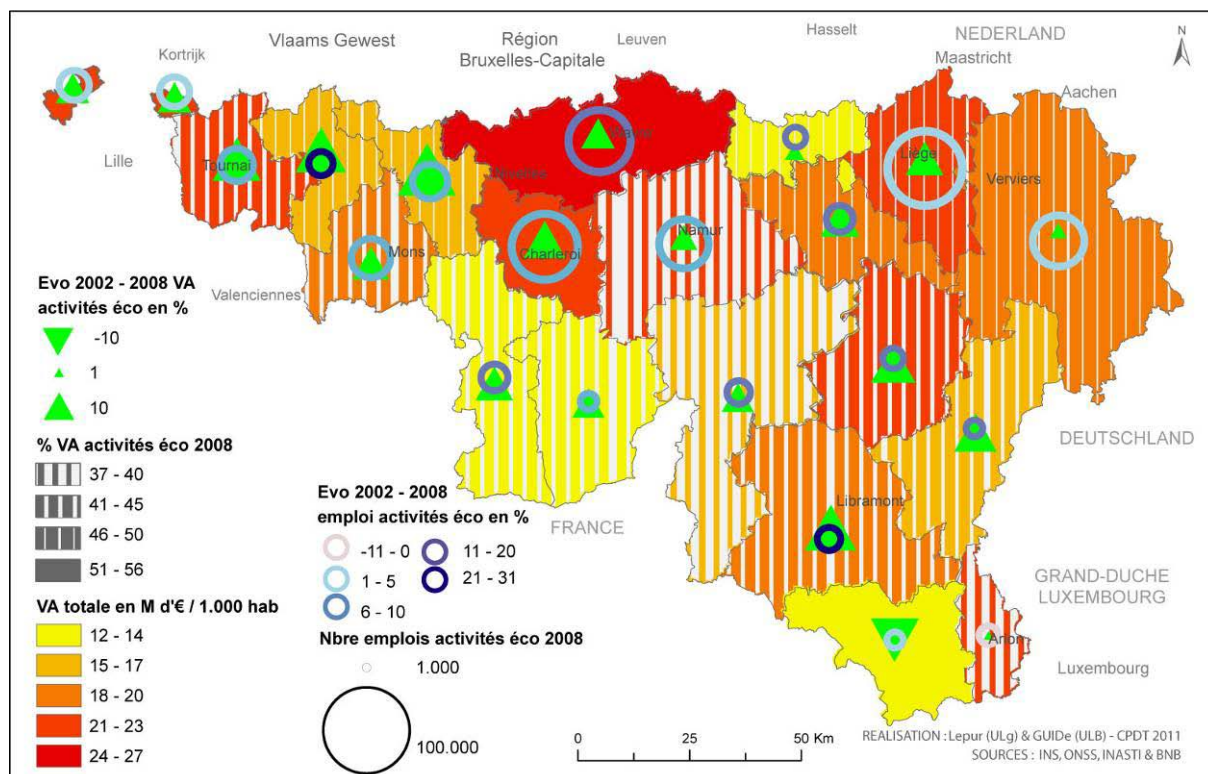 Kortrijk
Vlaams Gewest
Région
Bruxelles-Capitale
Leuven
Hasselt
NEDERLAND
Maastricht
Aachen
N
Lille
Tournai
Mons
Valenciennes
Charleroi
Namur
Liège
Verviers
DEUTSCHLAND
Libramont
FRANCE
GRAND-DUCHE
LUXEMBOURG
Arlon
Luxembourg
Evo 2002 - 2008 VA
activités éco en %
-10
1
10
% VA activités éco 2008
37 - 40
41 - 45
46 - 50
51 - 56
VA totale en M d'€ / 1.000 hab
12 - 14
15 - 17
18 - 20
21 - 23
24 - 27
Evo 2002 - 2008
emploi activités éco en %
-11 - 0
11 - 20
1 - 5
21 - 31
6 - 10
Nbre emplois activités éco 2008
1.000
100.000
0 25 50 Km
REALISATION : Lepur (ULg) & GUIDe (ULB) - CPDT 2011
SOURCES : INS, ONSS, INASTI & BNB